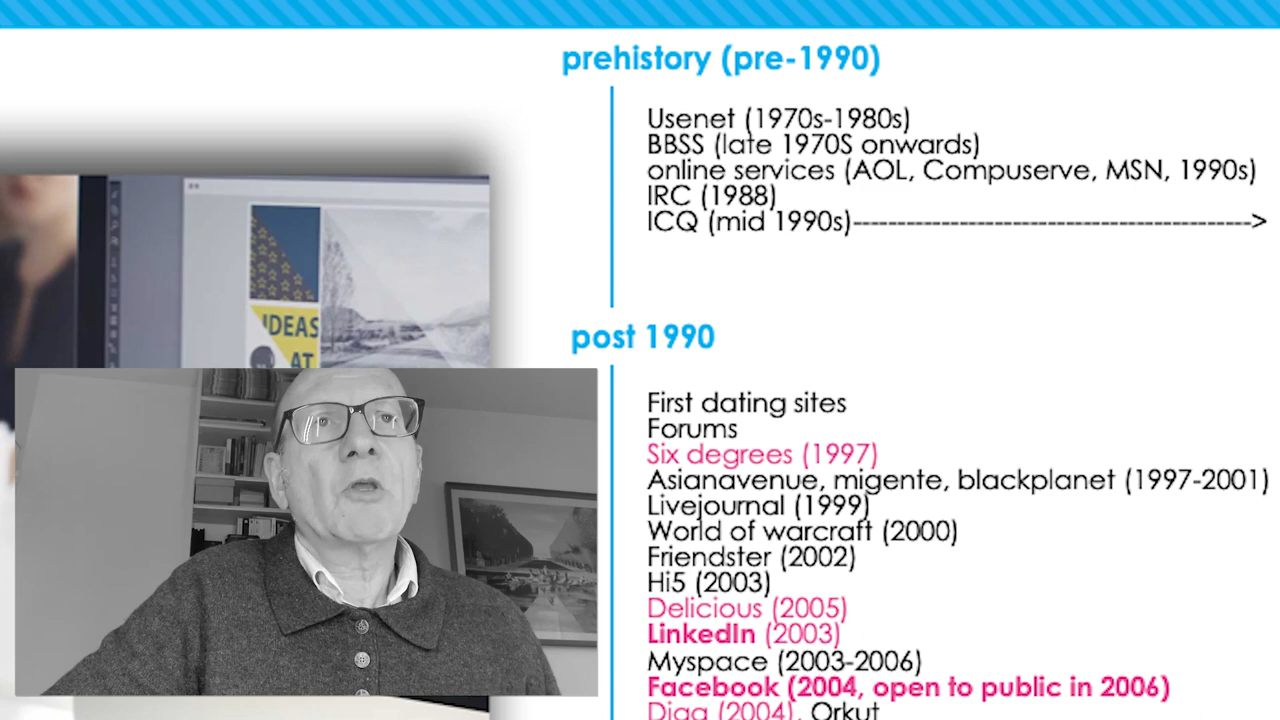 prehistory (pre-1990)
Usenet (1970s-1980s)
BBSS (late 1970S onwards)
online services (AOL, Compuserve, MSN, 1990s)
IRC (1988)
ICQ (mid 1990s)--------------------------------------------->
IDEAS
AT
post 1990
First dating sites
Forums
Six degrees (1997)
Asianavenue, migente, blackplanet (1997-2001)
Livejournal (1999)
World of warcraft (2000)
Friendster (2002)
Hi5 (2003)
Delicious (2005)
LinkedIn (2003)
Myspace (2003-2006)
Facebook (2004, open to public in 2006)
Digg (2004), Orkut